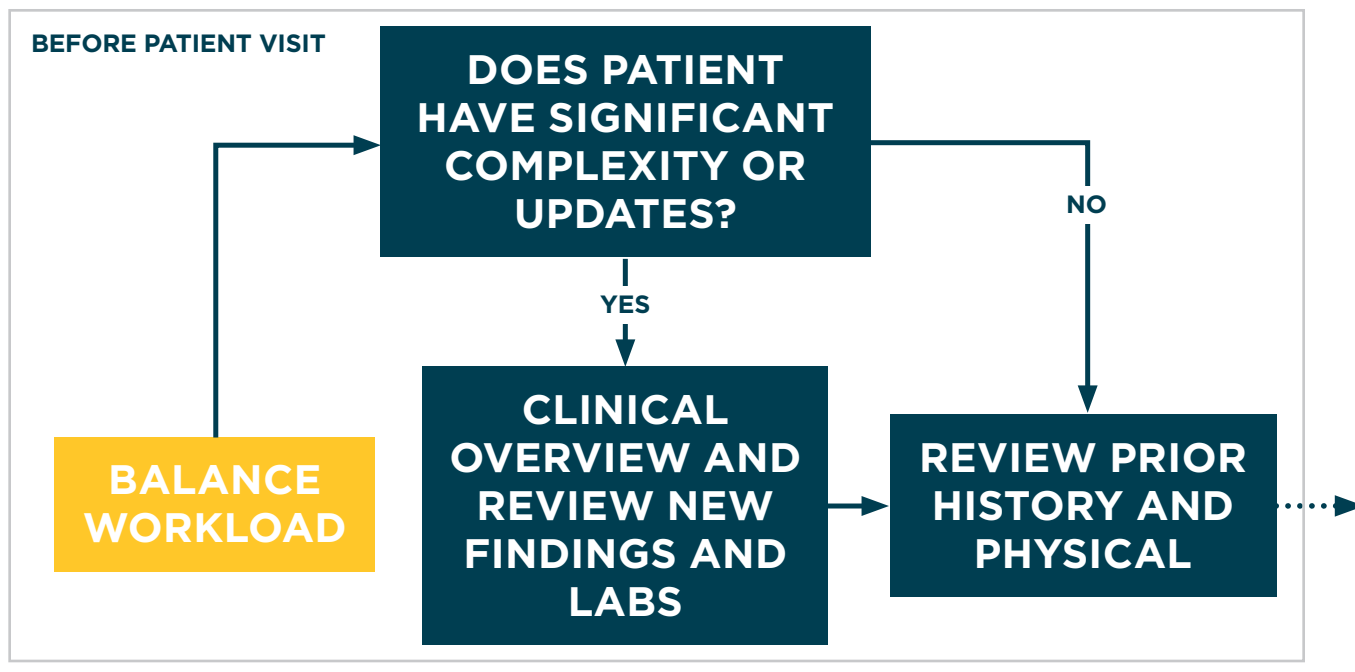 BEFORE PATIENT VISIT
DOES PATIENT
HAVE SIGNIFICANT
COMPLEXITY OR
UPDATES?
NO
YES
BALANCE
WORKLOAD
CLINICAL
OVERVIEW AND
REVIEW NEW
FINDINGS AND
LABS
REVIEW PRIOR
HISTORY AND
PHYSICAL